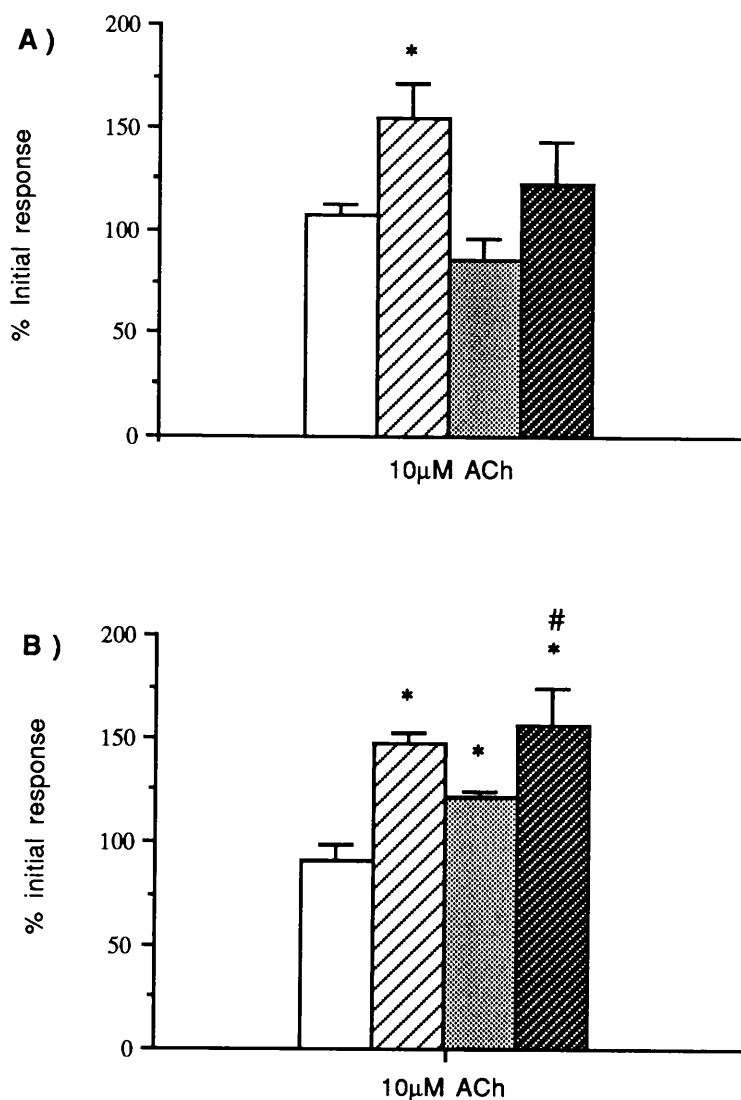 A )
200
*
150
100
50
0
% Initial response
10µM ACh
B )
200
#
*
*
*
150
100
50
0
% initial response
10µM ACh